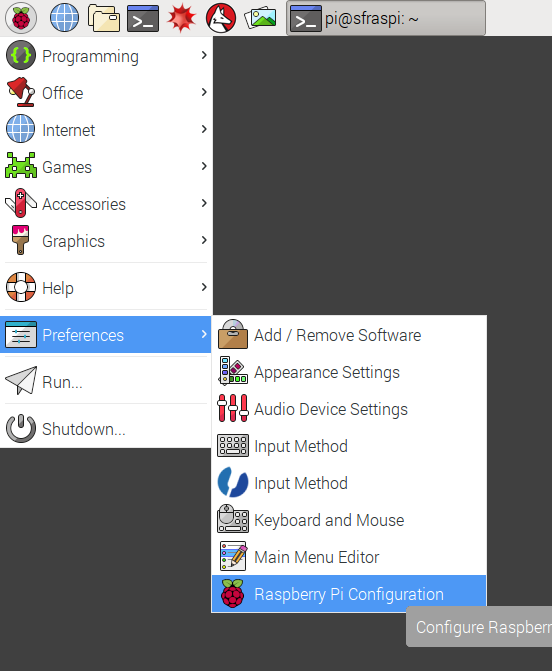 pi@sfraspi: ~
Programming
Office
Internet
Games
Accessories
Graphics
Help
Preferences
Run...
Shutdown...
Add / Remove Software
Appearance Settings
Audio Device Settings
Input Method
Input Method
Keyboard and Mouse
Main Menu Editor
Raspberry Pi Configuration
Configure Raspberr